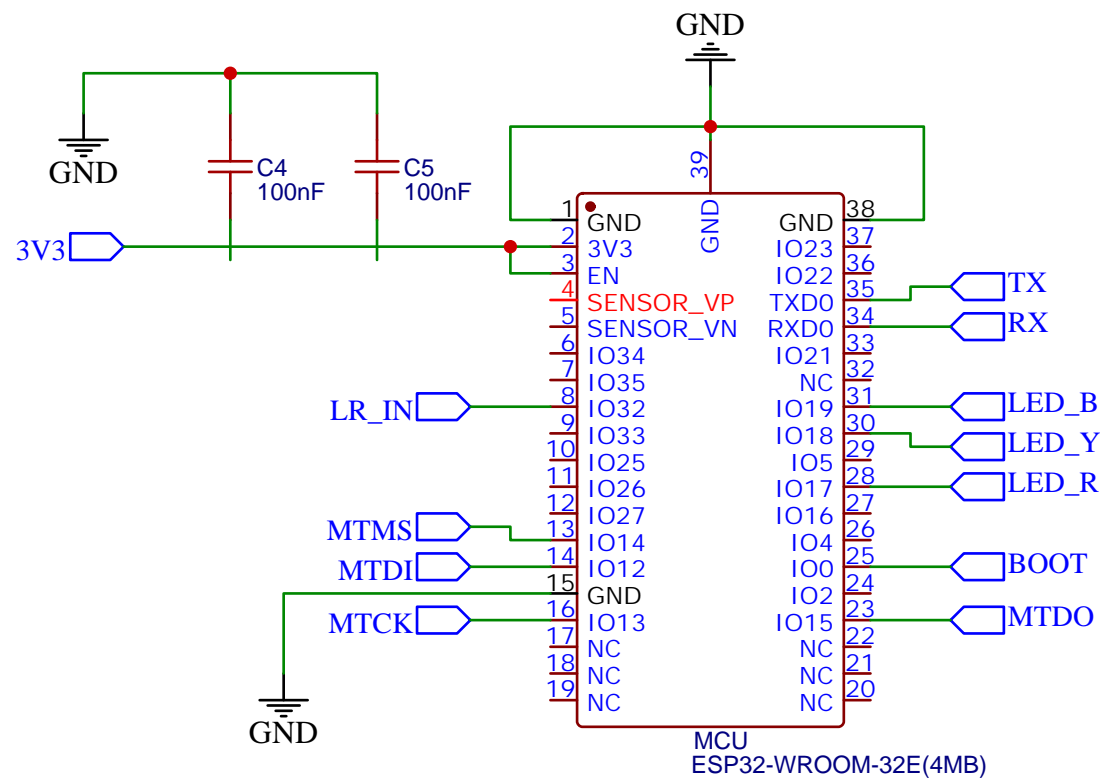 GND
GND
C4
100nF
C5
100nF
3V3
39
GND
1 GND
2 3V3
3 EN
4 SENSOR_VP
5 SENSOR_VN
6 IO34
7 IO35
LR_IN 8 IO32
9 IO33
10 IO25
11 IO26
12 IO27
MTMS 13 IO14
MTDI 14 IO12
15 GND
MTCK 16 IO13
17 NC
18 NC
19 NC
GND
GND 38
IO23 37
IO22 36
TXD0 35 TX
RXD0 34 RX
IO21 33
NC 32
IO19 31 LED_B
IO18 30 LED_Y
IO5 29
IO17 28 LED_R
IO16 27
IO4 26
IO0 25 BOOT
IO2 24
IO15 23 MTDO
NC 22
NC 21
NC 20
MCU
ESP32-WROOM-32E(4MB)